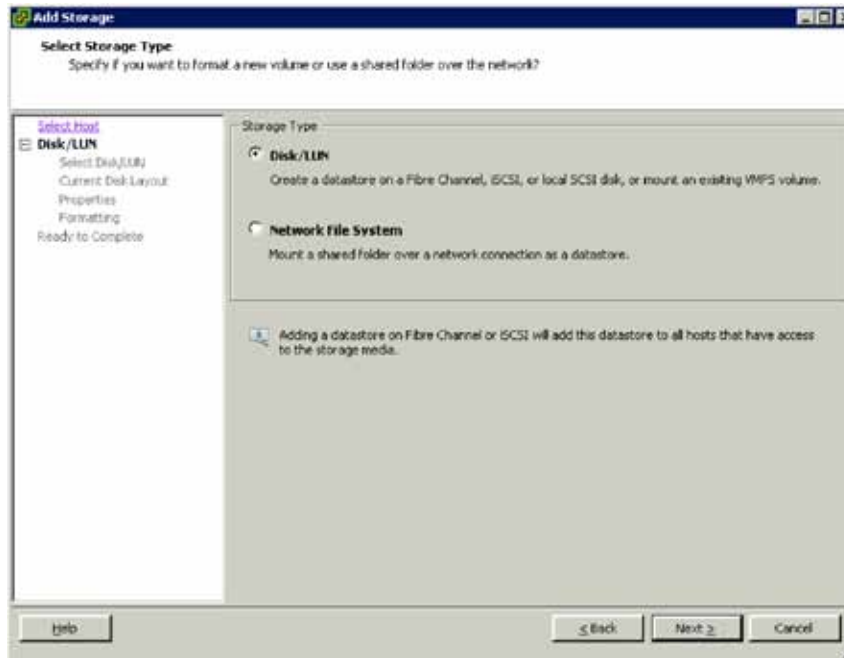 Add Storage
Select Storage Type
Specify if you want to format a new volume or use a shared folder over the network?
Select Host
Disk/LUN
Select Disk/LUN
Current Disk Layout
Properties
Formatting
Ready to Complete
Storage Type
Disk/LUN
Create a datastore on a Fibre Channel, iSCSI, or local SCSI disk, or mount an existing VMFS volume.
Network File System
Mount a shared folder over a network connection as a datastore.
Adding a datastore on Fibre Channel or iSCSI will add this datastore to all hosts that have access
to the storage media.
Help
≤ Back
Next ≥
Cancel